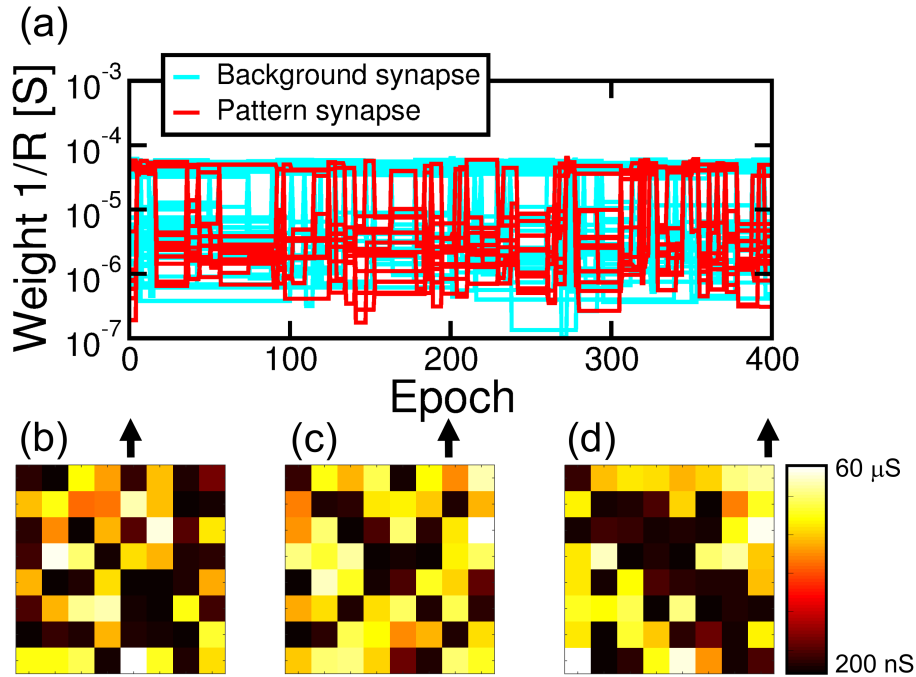 (a)
Weight 1/R [S]
10⁻³
10⁻⁴
10⁻⁵
10⁻⁶
10⁻⁷
Background synapse
Pattern synapse
0 100 200 300 400
Epoch
(b) (c) (d)
60 μS
200 nS